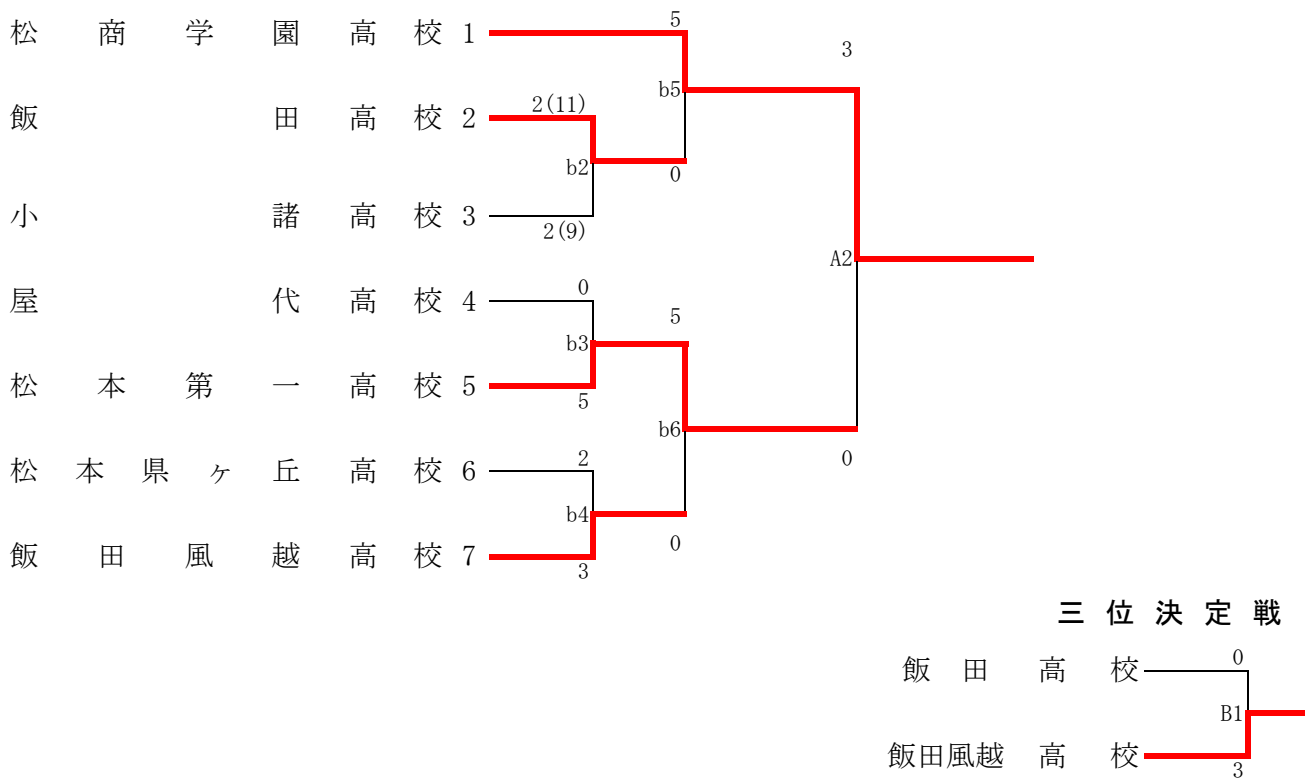 5
松商学園高校 1
3
b5
2(11)
飯田高校 2
b2
0
小諸高校 3
2(9)
A2
0
屋代高校 4
5
b3
松本第一高校 5
5
b6
2
0
松本県ヶ丘高校 6
b4
0
飯田風越高校 7
3
三位決定戦
0
飯田高校
B1
飯田風越高校
3